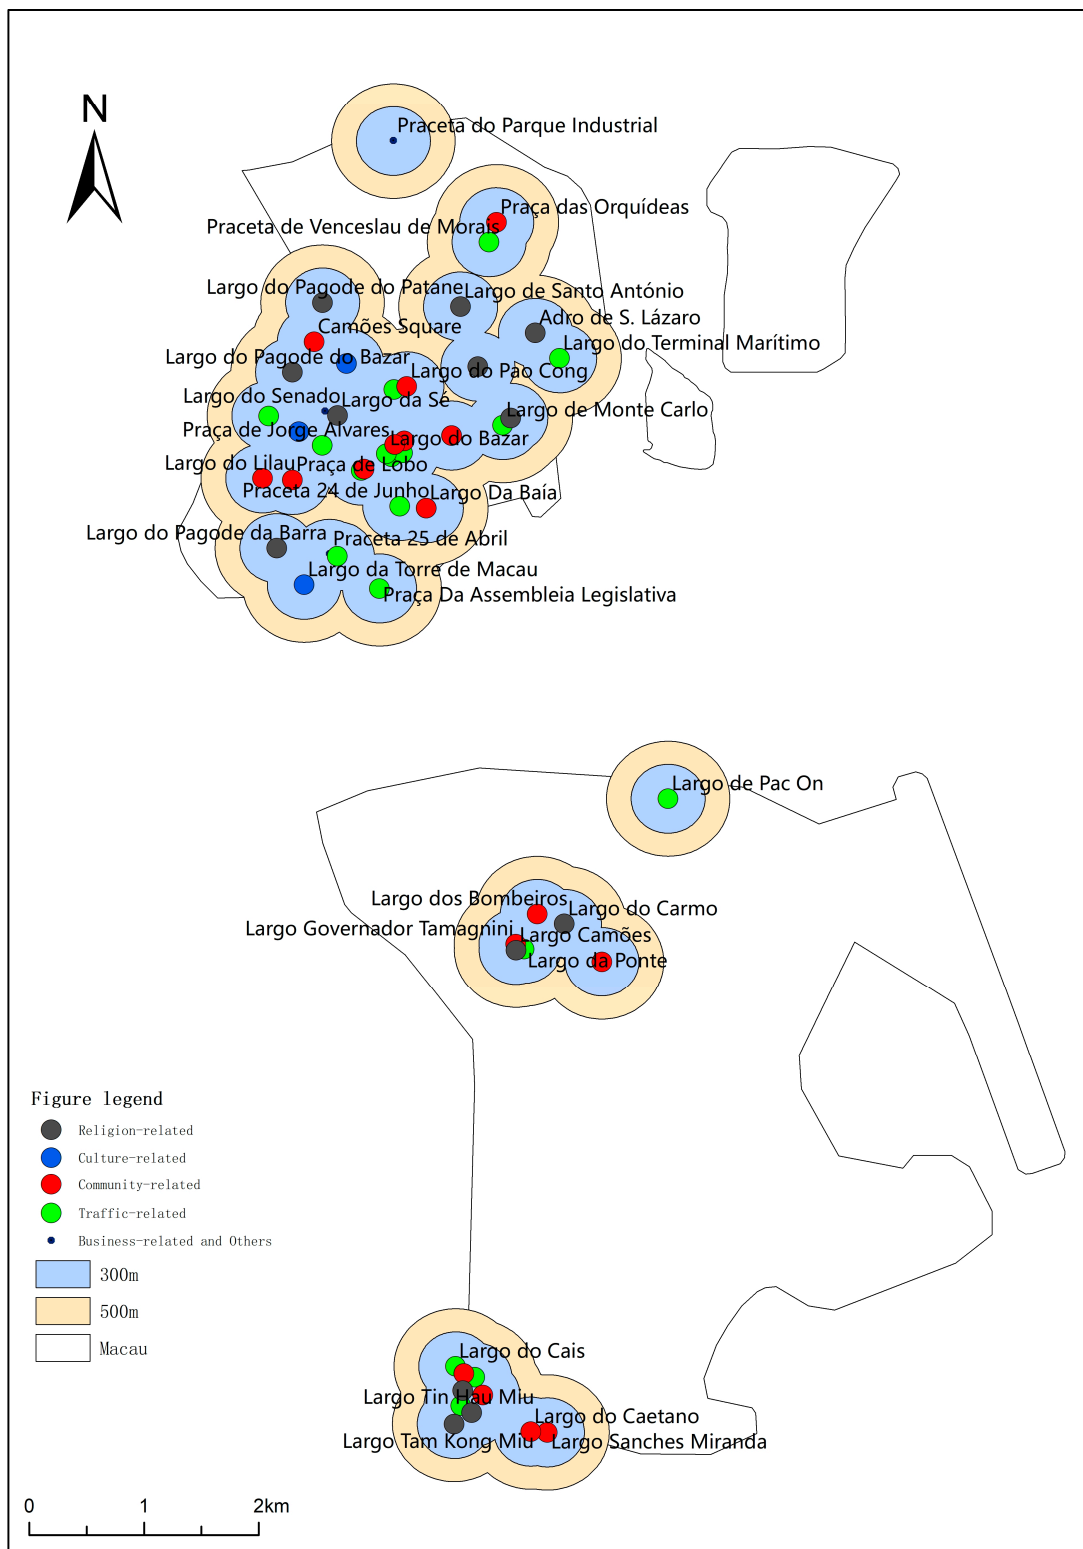 N
Praceta do Parque Industrial
Praça das Orquídeas
Praceta de Venceslau de Morais
Largo do Pagode do Patane
Largo de Santo António
Adro de S. Lázaro
Camões Square
Largo do Terminal Marítimo
Largo do Pagode do Bazar
Largo do Pao Cong
Largo do Senado
Largo da Sé
Largo de Monte Carlo
Praça de Jorge Álvares
Largo do Bazar
Largo do Lilau
Praça de Lobo
Praceta 24 de Junho
Largo Da Baía
Largo do Pagode da Barra
Praceta 25 de Abril
Largo da Torre de Macau
Praça Da Assembleia Legislativa
Largo de Pac On
Largo dos Bombeiros
Largo do Carmo
Largo Governador Tamagnini
Largo Camões
Largo da Ponte
Figure legend
Religion-related
Culture-related
Community-related
Traffic-related
Business-related and Others
300m
500m
Macau
Largo do Cais
Largo Tin Hau Miu
Largo do Caetano
Largo Tam Kong Miu
Largo Sanches Miranda
0 1 2km